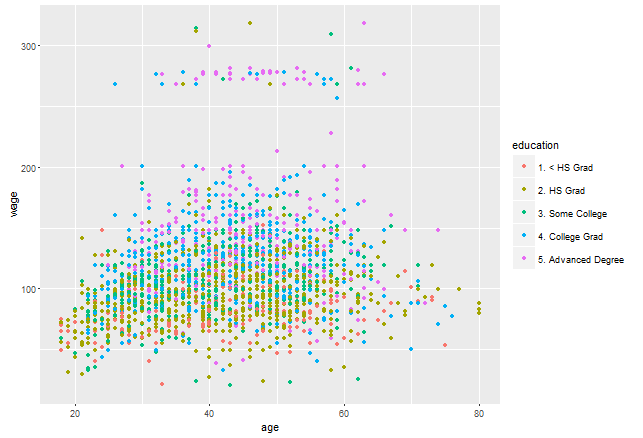 300
200
100
wage
20
40
60
80
age
education
1. < HS Grad
2. HS Grad
3. Some College
4. College Grad
5. Advanced Degree